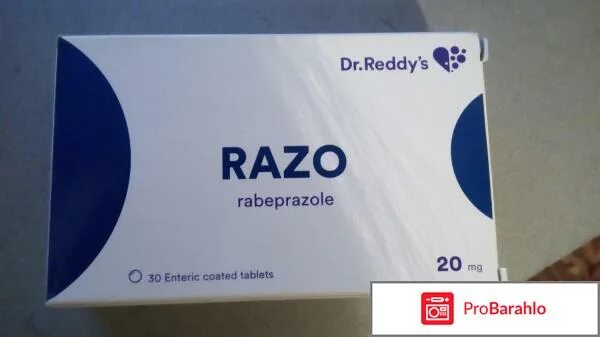 Dr.Reddy's
RAZO
rabeprazole
30 Enteric coated tablets
20 mg
ProBarahlo